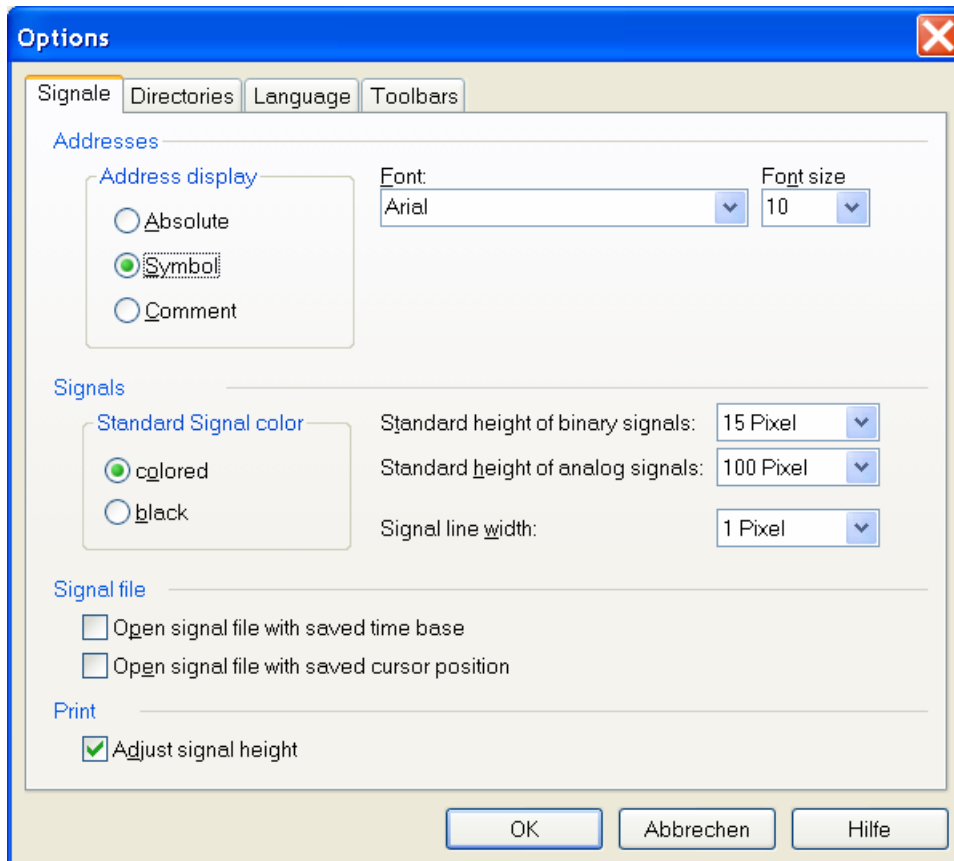 Options
Signale Directories Language Toolbars
Addresses
Address display
Font:
Font size
Absolute
Arial
10
Symbol
Comment
Signals
Standard Signal color
Standard height of binary signals:
15 Pixel
colored
Standard height of analog signals:
100 Pixel
black
Signal line width:
1 Pixel
Signal file
Open signal file with saved time base
Open signal file with saved cursor position
Print
Adjust signal height
OK Abbrechen Hilfe